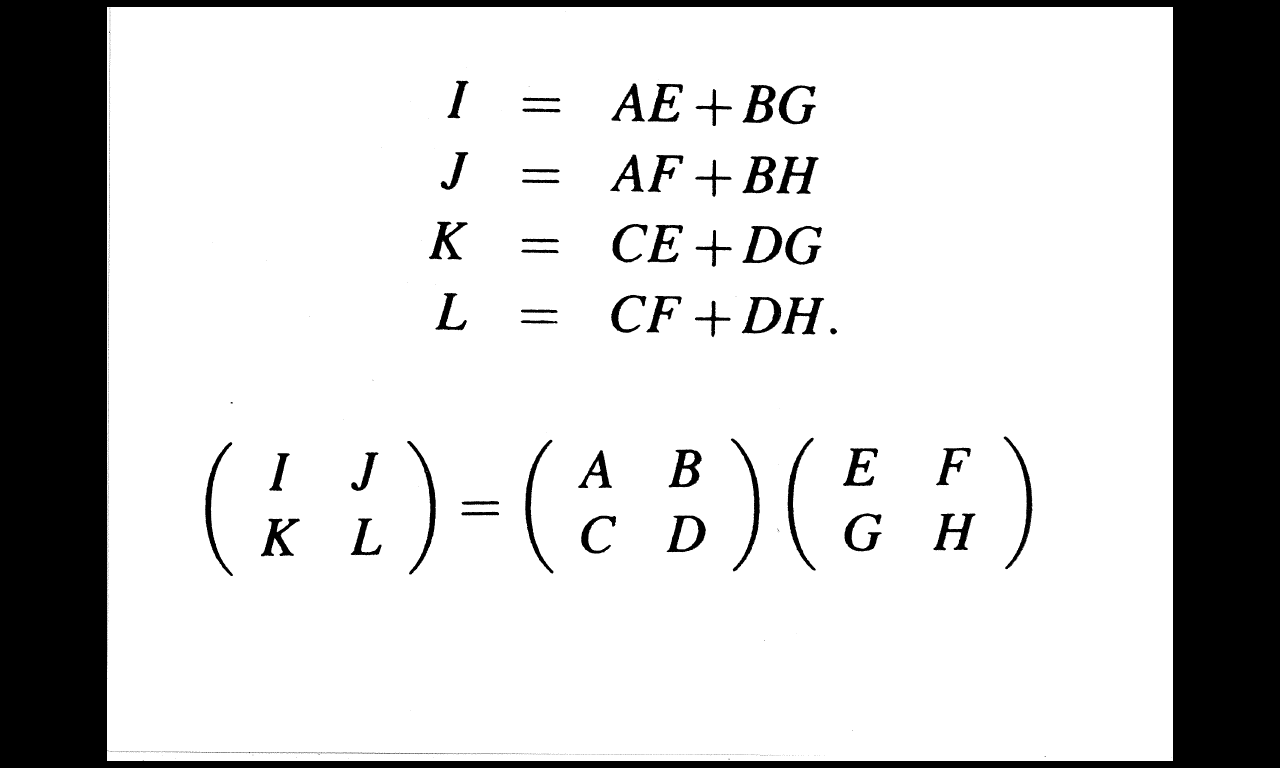 I = AE + BG
J = AF + BH
K = CE + DG
L = CF + DH.
( I J
K L ) = ( A B
C D ) ( E F
G H )